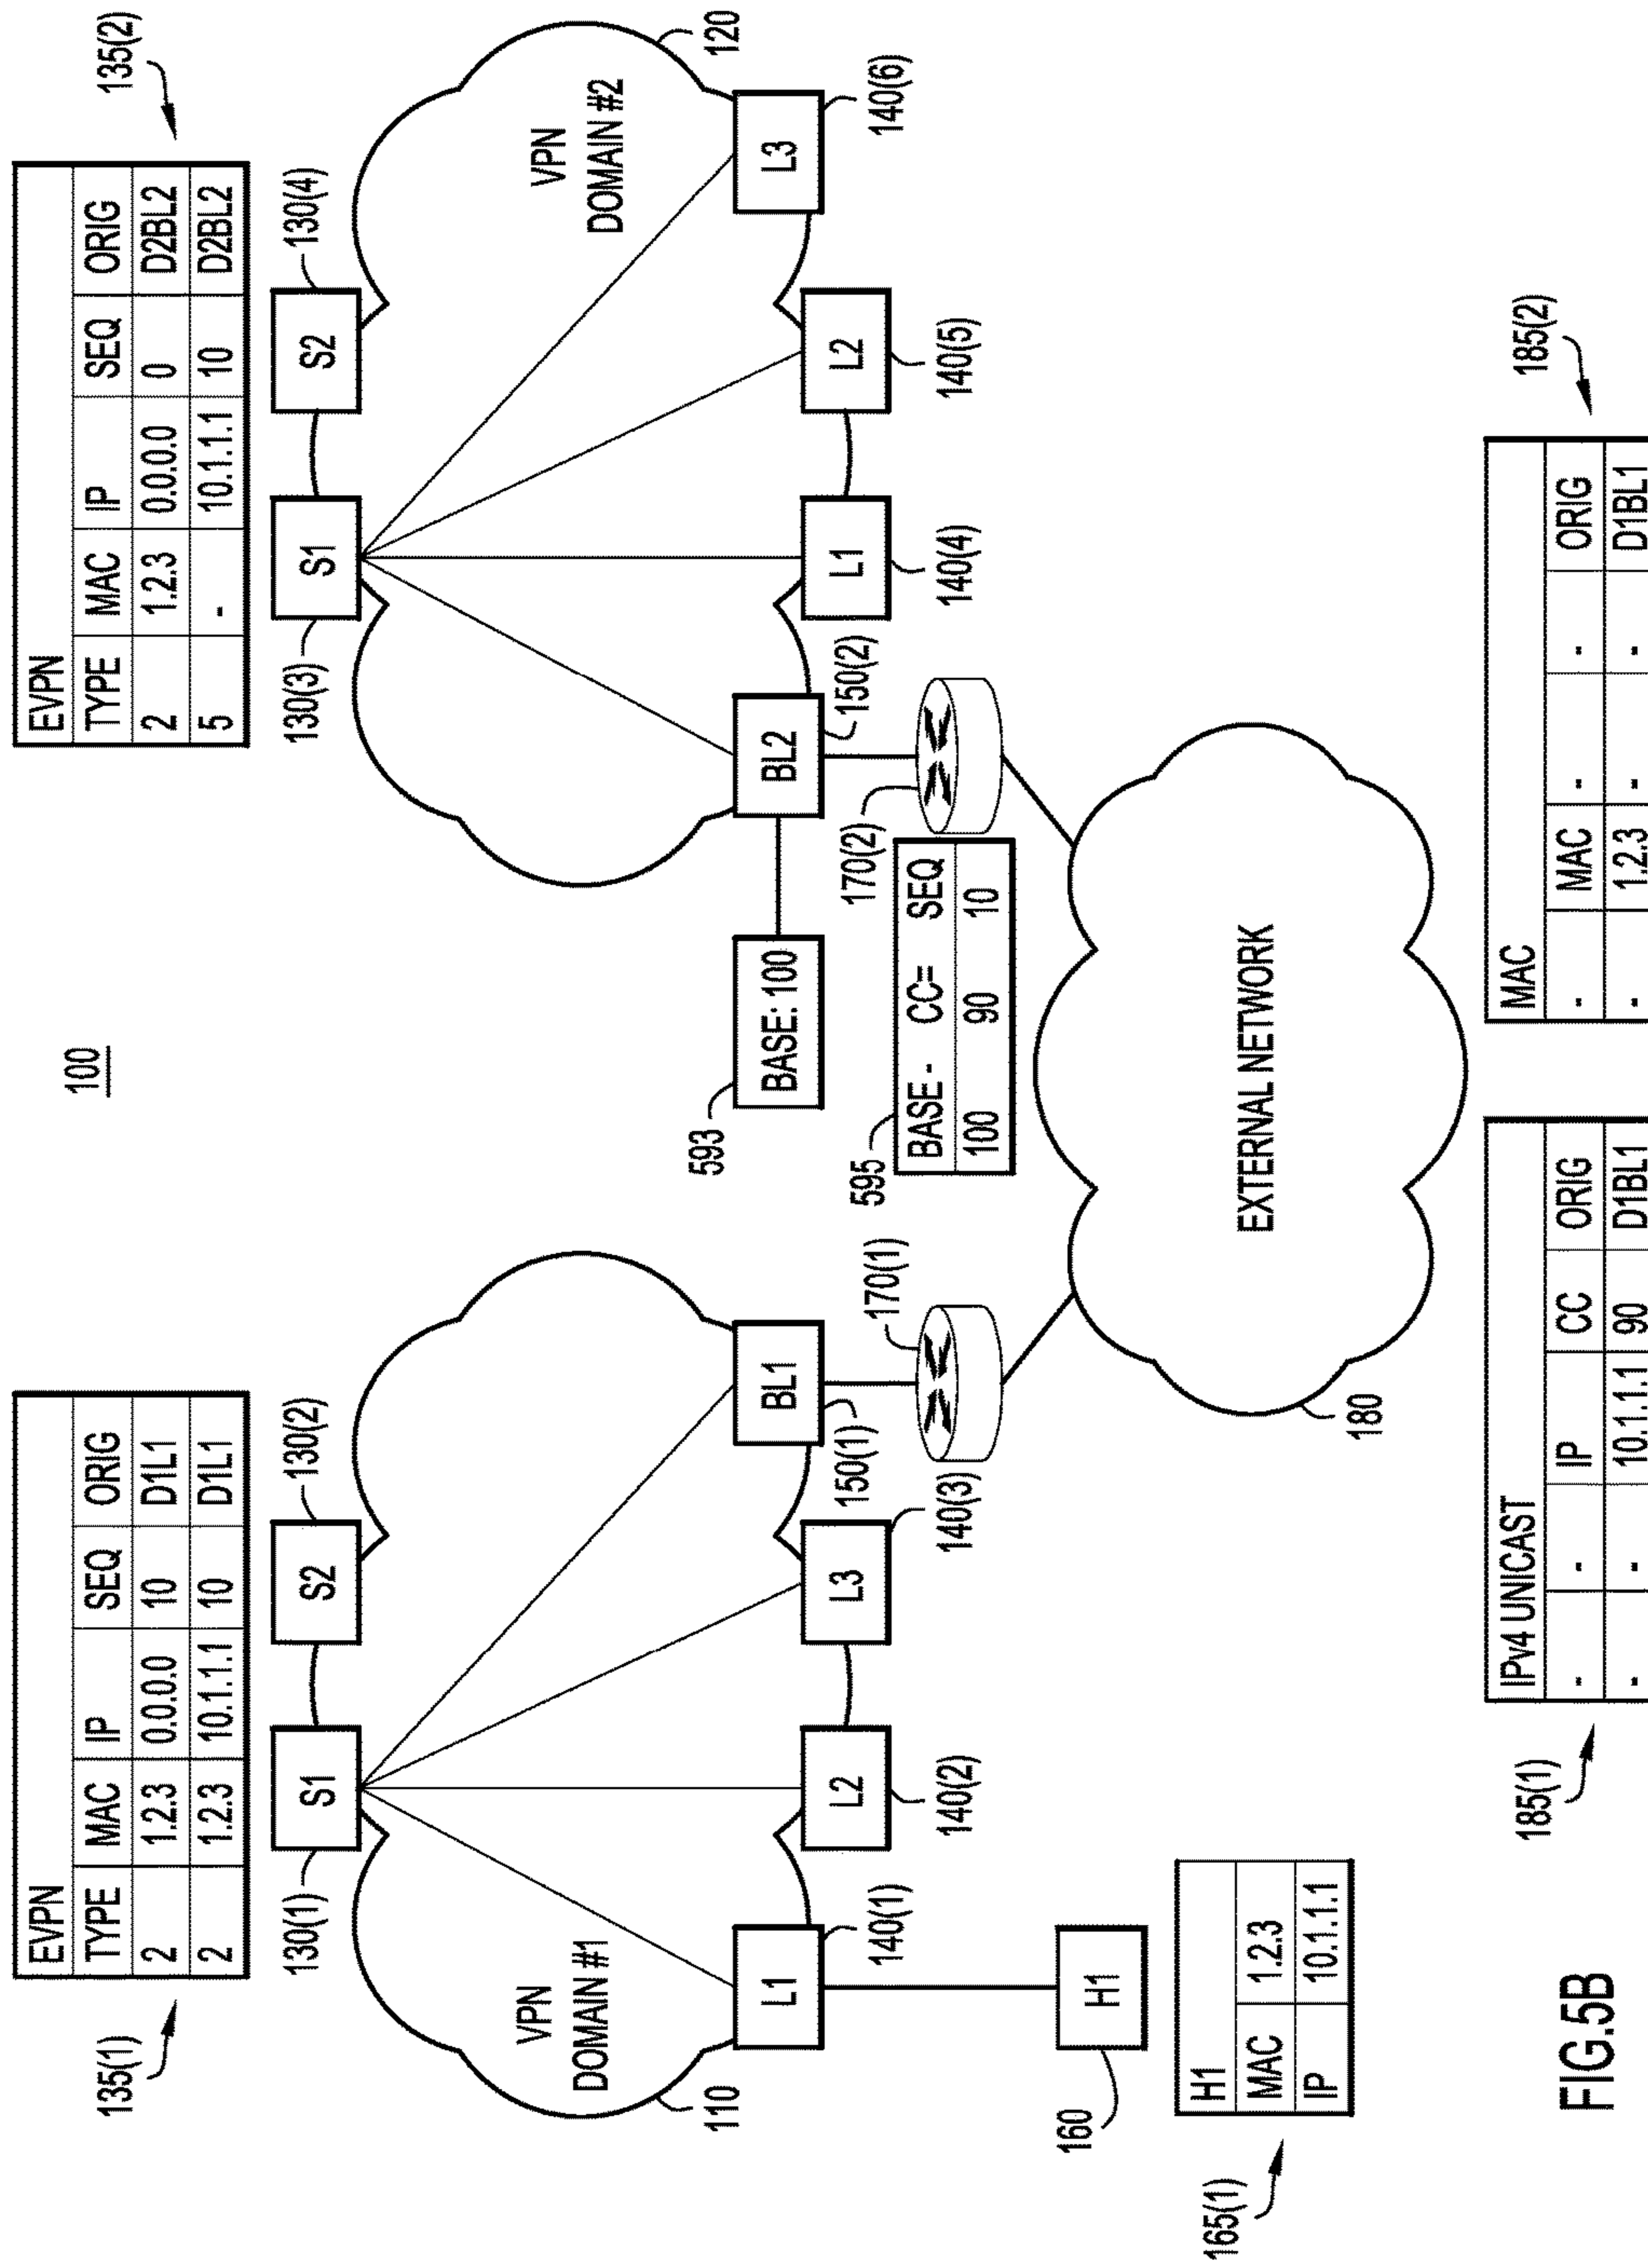 100
135(1)
EVPN
TYPE MAC IP SEQ ORIG
2 1.2.3 0.0.0.0 10 D1L1
2 1.2.3 10.1.1.1 10 D1L1
135(2)
EVPN
TYPE MAC IP SEQ ORIG
2 1.2.3 0.0.0.0 0 D2BL2
5 - 10.1.1.1 10 D2BL2
130(1)
S1
S2
130(2)
130(3)
S1
S2
130(4)
VPN
DOMAIN #1
110
VPN
DOMAIN #2
120
L1
140(1)
L2
140(2)
L3
140(3)
BL1
150(1)
170(1)
593
BASE: 100
BL2
150(2)
L1
140(4)
L2
140(5)
L3
140(6)
170(2)
595
BASE - CC= SEQ
100 90 10
160
H1
165(1)
H1
MAC 1.2.3
IP 10.1.1.1
EXTERNAL NETWORK
180
185(1)
IPv4 UNICAST
- - IP CC ORIG
- - 10.1.1.1 90 D1BL1
185(2)
MAC
- MAC - - ORIG
- 1.2.3 - - D1BL1
FIG.5B